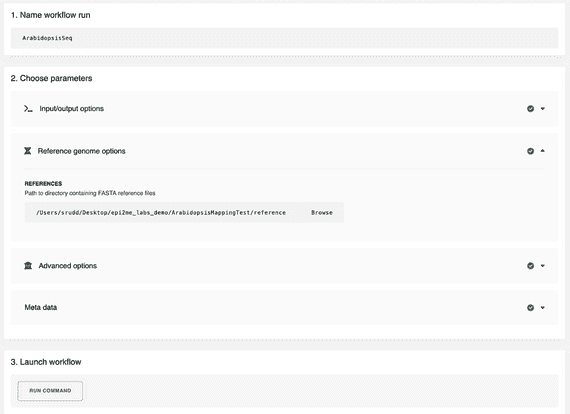 1. Name workflow run
ArabidopsisSeq
2. Choose parameters
Input/output options
Reference genome options
REFERENCES
Path to directory containing FASTA reference files
/Users/srudd/Desktop/epi2me_labs_demo/ArabidopsisMappingTest/reference Browse
Advanced options
Meta data
3. Launch workflow
RUN COMMAND